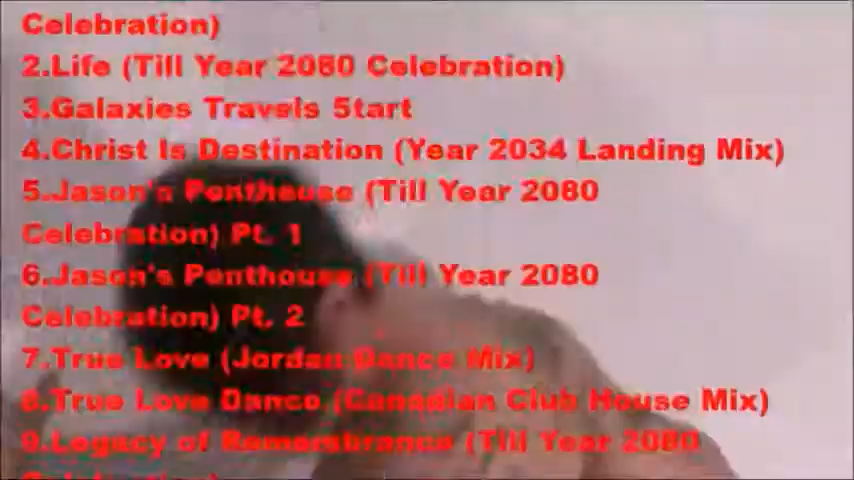 Celebration)
2.Life (Till Year 2080 Celebration)
3.Galaxies Travels Start
4.Christ Is Destination (Year 2034 Landing Mix)
5.Jason's Penthouse (Till Year 2080
Celebration) Pt. 1
6.Jason's Penthouse (Till Year 2080
Celebration) Pt. 2
7.True Love (Jordan Dance Mix)
8.True Love Dance (Canadian Club House Mix)
9.Legacy of Remembrance (Till Year 2080
Celebration)